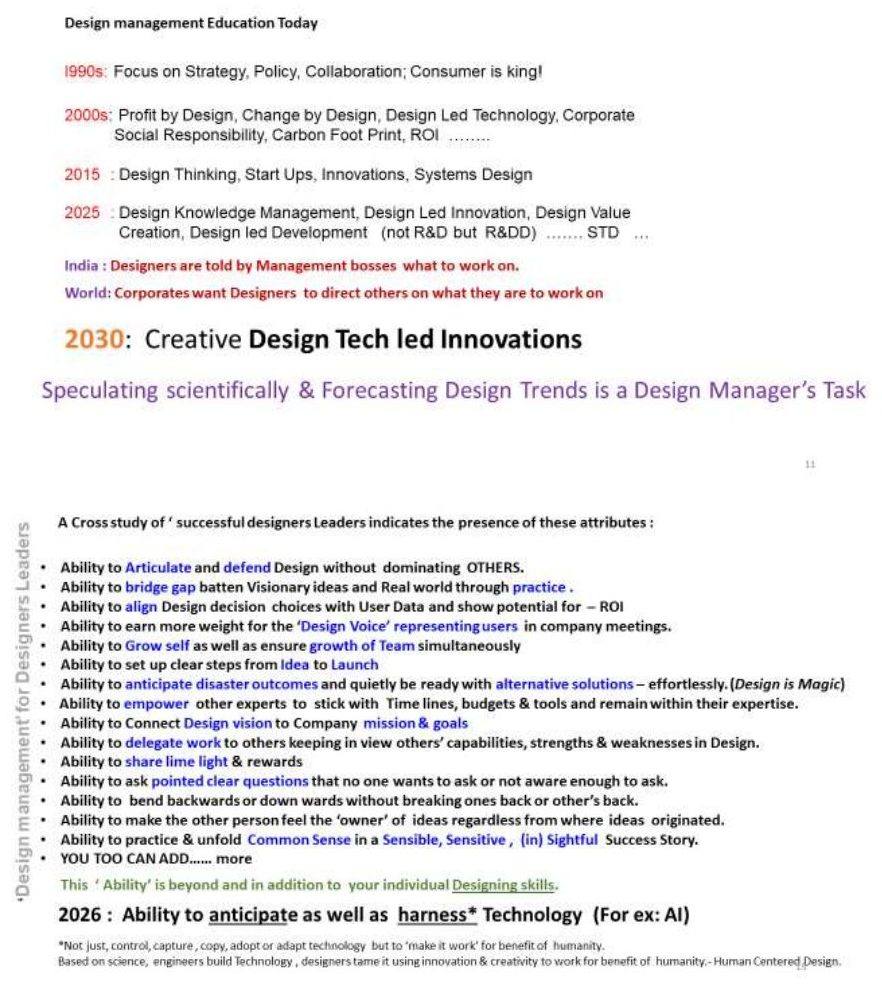 Design management Education Today
I990s: Focus on Strategy, Policy, Collaboration; Consumer is king!
2000s: Profit by Design, Change by Design, Design Led Technology, Corporate
Social Responsibility, Carbon Foot Print, ROI ........
2015 : Design Thinking, Start Ups, Innovations, Systems Design
2025 : Design Knowledge Management, Design Led Innovation, Design Value
Creation, Design led Development (not R&D but R&DD) ....... STD ...
India : Designers are told by Management bosses what to work on.
World: Corporates want Designers to direct others on what they are to work on
2030: Creative Design Tech led Innovations
Speculating scientifically & Forecasting Design Trends is a Design Manager's Task
11
'Design management' for Designers Leaders
A Cross study of ' successful designers Leaders indicates the presence of these attributes :
• Ability to Articulate and defend Design without dominating OTHERS.
• Ability to bridge gap batten Visionary ideas and Real world through practice .
• Ability to align Design decision choices with User Data and show potential for – ROI
• Ability to earn more weight for the 'Design Voice' representing users in company meetings.
• Ability to Grow self as well as ensure growth of Team simultaneously
• Ability to set up clear steps from Idea to Launch
• Ability to anticipate disaster outcomes and quietly be ready with alternative solutions – effortlessly. (Design is Magic)
• Ability to empower other experts to stick with Time lines, budgets & tools and remain within their expertise.
• Ability to Connect Design vision to Company mission & goals
• Ability to delegate work to others keeping in view others' capabilities, strengths & weaknesses in Design.
• Ability to share lime light & rewards
• Ability to ask pointed clear questions that no one wants to ask or not aware enough to ask.
• Ability to bend backwards or down wards without breaking ones back or other's back.
• Ability to make the other person feel the 'owner' of ideas regardless from where ideas originated.
• Ability to practice & unfold Common Sense in a Sensible, Sensitive , (in) Sightful Success Story.
• YOU TOO CAN ADD...... more
This ' Ability' is beyond and in addition to your individual Designing skills.
2026 : Ability to anticipate as well as harness* Technology (For ex: AI)
*Not just, control, capture , copy, adopt or adapt technology but to 'make it work' for benefit of humanity.
Based on science, engineers build Technology , designers tame it using innovation & creativity to work for benefit of humanity.- Human Centered Design.